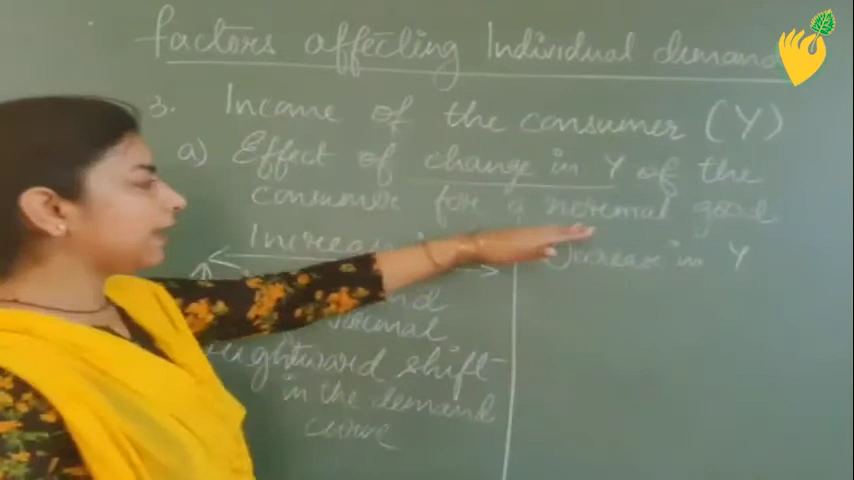 factors affecting Individual demand
3. Income of the consumer (Y)
a) Effect of change in Y of the
consumer for a normal good
Increase
Decrease in Y
normal
rightward shift
in the demand
curve